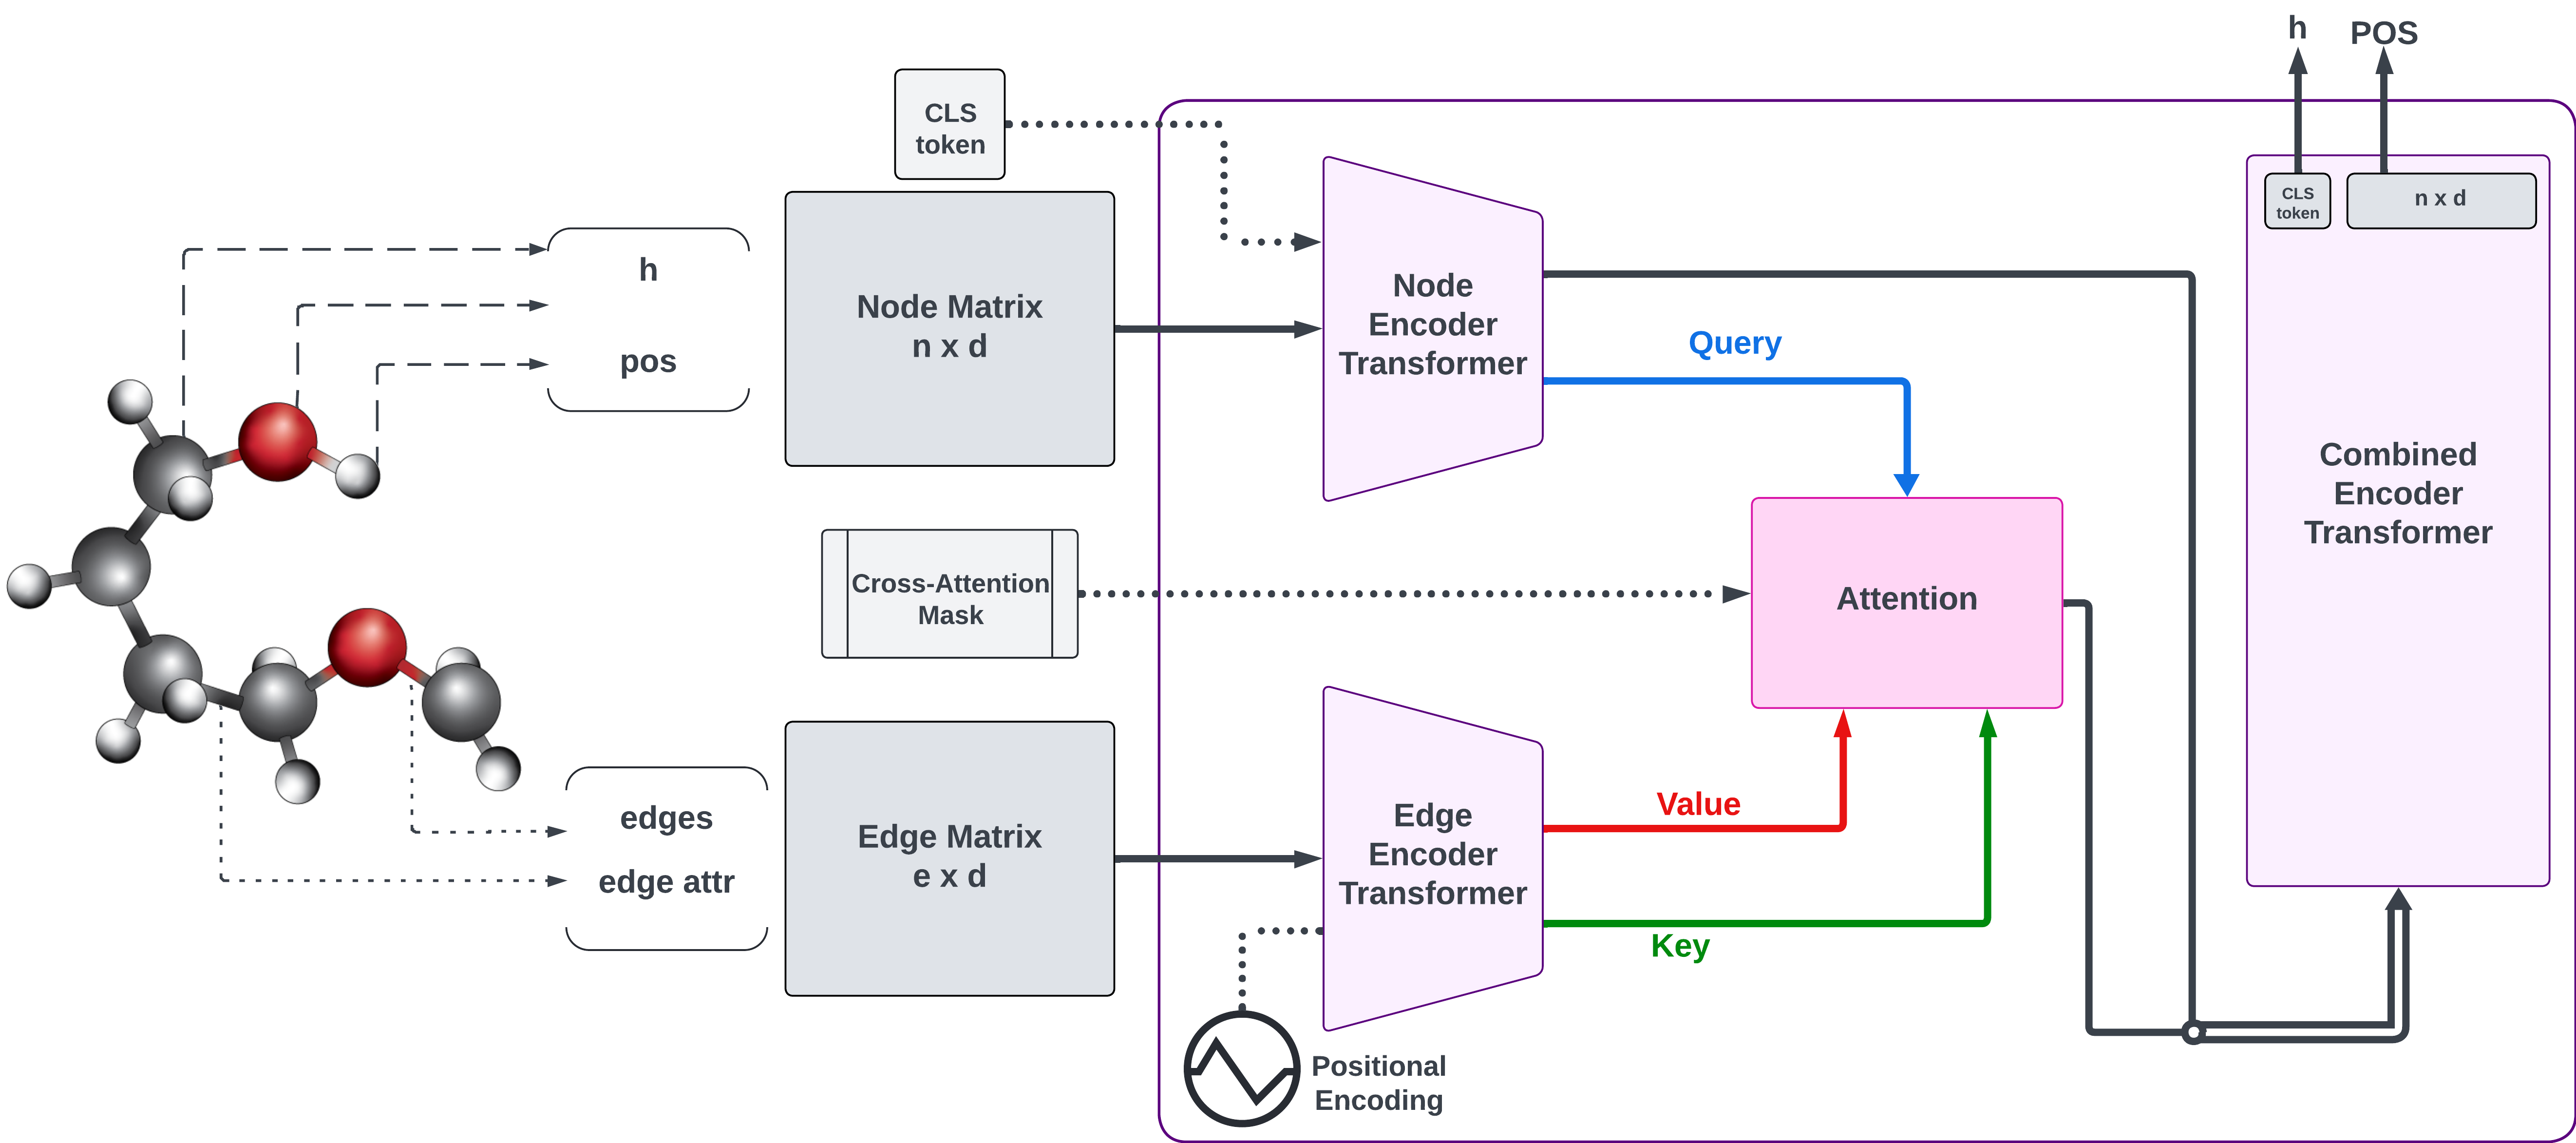 h
POS
CLS
token
CLS
token
n x d
h
pos
Node Matrix
n x d
Node
Encoder
Transformer
Query
Combined
Encoder
Transformer
Cross-Attention
Mask
Attention
edges
edge attr
Edge Matrix
e x d
Edge
Encoder
Transformer
Value
Key
Positional
Encoding